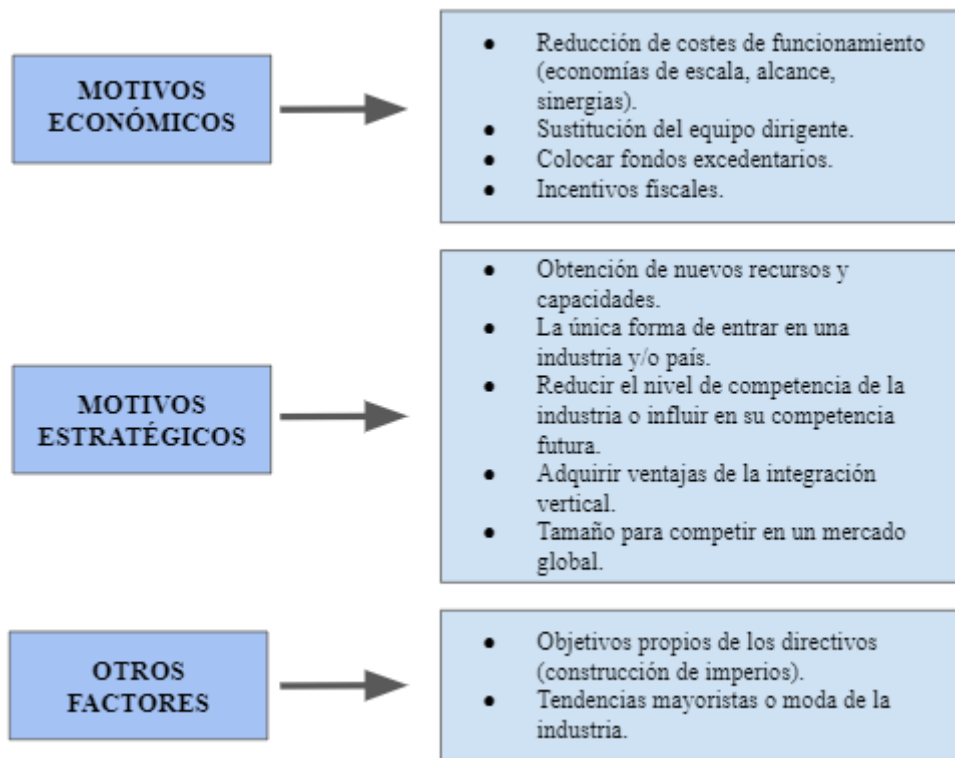 MOTIVOS
ECONÓMICOS
● Reducción de costes de funcionamiento
(economías de escala, alcance,
sinergias).
● Sustitución del equipo dirigente.
● Colocar fondos excedentarios.
● Incentivos fiscales.
MOTIVOS
ESTRATÉGICOS
● Obtención de nuevos recursos y
capacidades.
● La única forma de entrar en una
industria y/o país.
● Reducir el nivel de competencia de la
industria o influir en su competencia
futura.
● Adquirir ventajas de la integración
vertical.
● Tamaño para competir en un mercado
global.
OTROS
FACTORES
● Objetivos propios de los directivos
(construcción de imperios).
● Tendencias mayoristas o moda de la
industria.